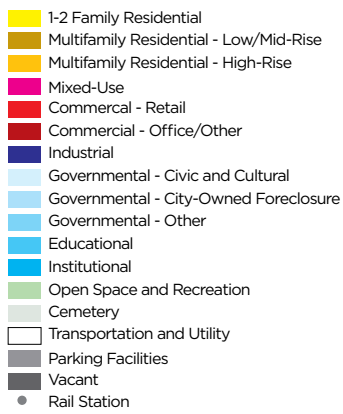 1-2 Family Residential
Multifamily Residential - Low/Mid-Rise
Multifamily Residential - High-Rise
Mixed-Use
Commercal - Retail
Commercial - Office/Other
Industrial
Governmental - Civic and Cultural
Governmental - City-Owned Foreclosure
Governmental - Other
Educational
Institutional
Open Space and Recreation
Cemetery
Transportation and Utility
Parking Facilities
Vacant
Rail Station